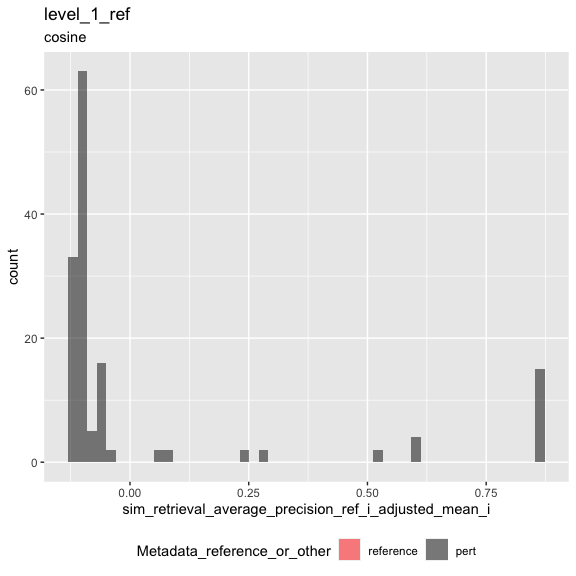 level_1_ref
cosine
60
40
20
0
count
0.00 0.25 0.50 0.75
sim_retrieval_average_precision_ref_i_adjusted_mean_i
Metadata_reference_or_other reference pert